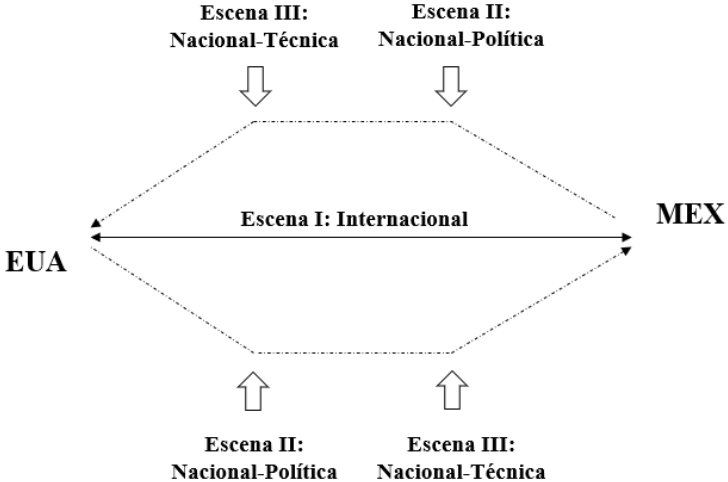 Escena III:
Nacional-Técnica
Escena II:
Nacional-Política
Escena I: Internacional
MEX
EUA
Escena II:
Nacional-Política
Escena III:
Nacional-Técnica